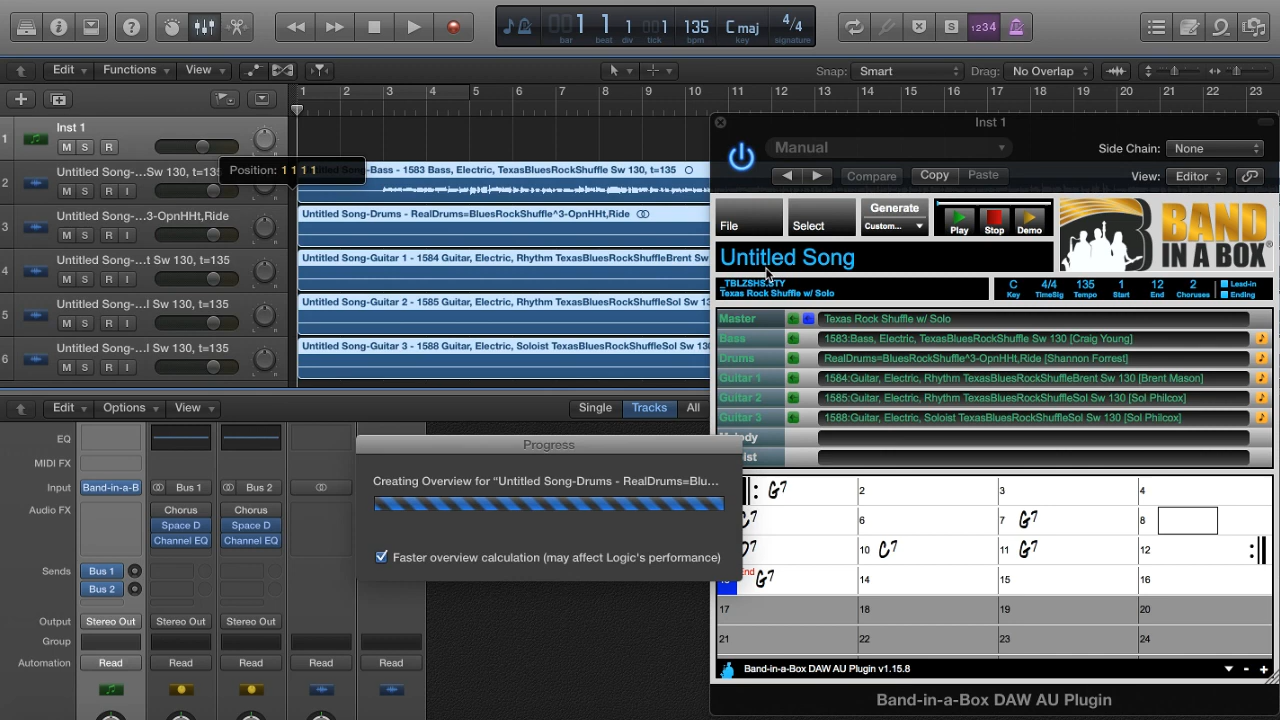 001 1 1 001 135 C maj 4/4
bar beat div tick bpm key signature
1234
Edit Functions View
Snap: Smart Drag: No Overlap
1 2 3 4 5 6 7 8 9 10 11 12 13 14 15 16 17 18 19 20 21 22 23
1 Inst 1
M S R
Position: 1 1 1 1
2 Untitled Song-...Sw 130, t=135
M S R I
3 Untitled Song-...3-OpnHHt,Ride
M S R I
4 Untitled Song-...t Sw 130, t=135
M S R I
5 Untitled Song-...l Sw 130, t=135
M S R I
6 Untitled Song-...l Sw 130, t=135
M S R I
Untitled Song-Bass - 1583 Bass, Electric, TexasBluesRockShuffle Sw 130, t=135
Untitled Song-Drums - RealDrums=BluesRockShuffle^3-OpnHHt,Ride
Untitled Song-Guitar 1 - 1584 Guitar, Electric, Rhythm TexasBluesRockShuffleBrent Sw
Untitled Song-Guitar 2 - 1585 Guitar, Electric, Rhythm TexasBluesRockShuffleSol Sw 13
Untitled Song-Guitar 3 - 1588 Guitar, Electric, Soloist TexasBluesRockShuffleSol Sw 130
Inst 1
Manual
Side Chain: None
Compare Copy Paste
View: Editor
File Select Generate Custom... Play Stop Demo
BAND IN A BOX®
Untitled Song
_TBLZSHS.STY
Texas Rock Shuffle w/ Solo
C 4/4 135 1 12 2 Lead-in
Key TimeSig Tempo Start End Choruses Ending
Master Texas Rock Shuffle w/ Solo
Bass 1583:Bass, Electric, TexasBluesRockShuffle Sw 130 [Craig Young]
Drums RealDrums=BluesRockShuffle^3-OpnHHt,Ride [Shannon Forrest]
Guitar 1 1584:Guitar, Electric, Rhythm TexasBluesRockShuffleBrent Sw 130 [Brent Mason]
Guitar 2 1585:Guitar, Electric, Rhythm TexasBluesRockShuffleSol Sw 130 [Sol Philcox]
Guitar 3 1588:Guitar, Electric, Soloist TexasBluesRockShuffleSol Sw 130 [Sol Philcox]
G7 2 3 4
C7 6 7 G7 8
D7 10 C7 11 G7 12
End G7 14 15 16
17 18 19 20
21 22 23 24
Band-in-a-Box DAW AU Plugin v1.15.8
Band-in-a-Box DAW AU Plugin
Edit Options View Single Tracks All
EQ
MIDI FX
Input Band-in-a-B Bus 1 Bus 2
Audio FX Chorus Chorus
Space D Space D
Channel EQ Channel EQ
Sends Bus 1
Bus 2
Output Stereo Out Stereo Out Stereo Out
Group
Automation Read Read Read Read Read
Progress
Creating Overview for “Untitled Song-Drums - RealDrums=Blu...
Faster overview calculation (may affect Logic's performance)